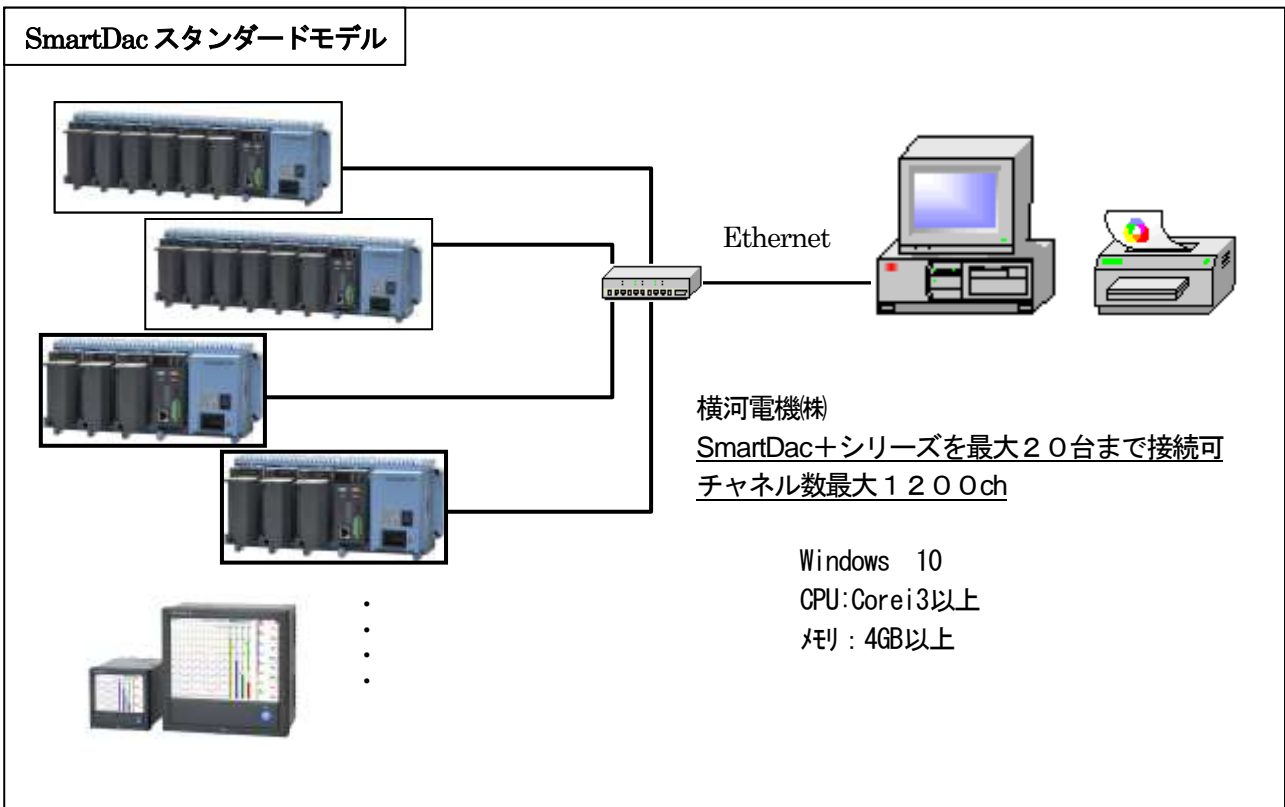 SmartDac スタンダードモデル
Ethernet
横河電機㈱
SmartDac＋シリーズを最大２０台まで接続可
チャネル数最大１２００ch
Windows　10
CPU:Corei3以上
ﾒﾓﾘ：4GB以上